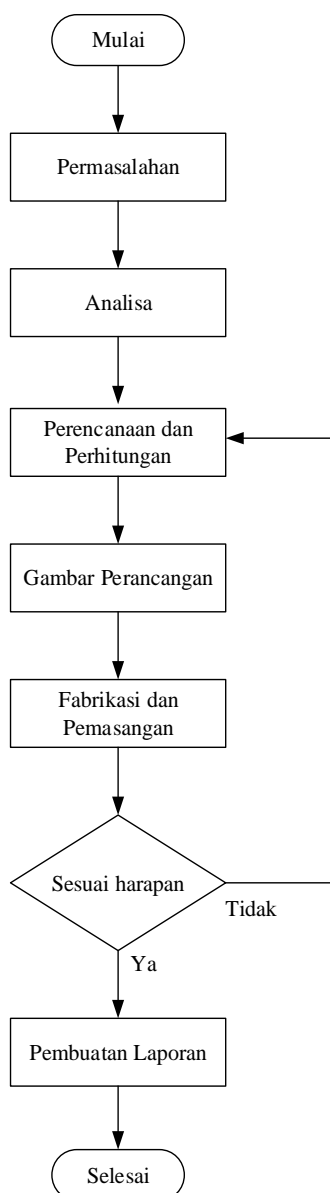 Mulai
Permasalahan
Analisa
Perencanaan dan
Perhitungan
Gambar Perancangan
Fabrikasi dan
Pemasangan
Sesuai harapan
Tidak
Ya
Pembuatan Laporan
Selesai